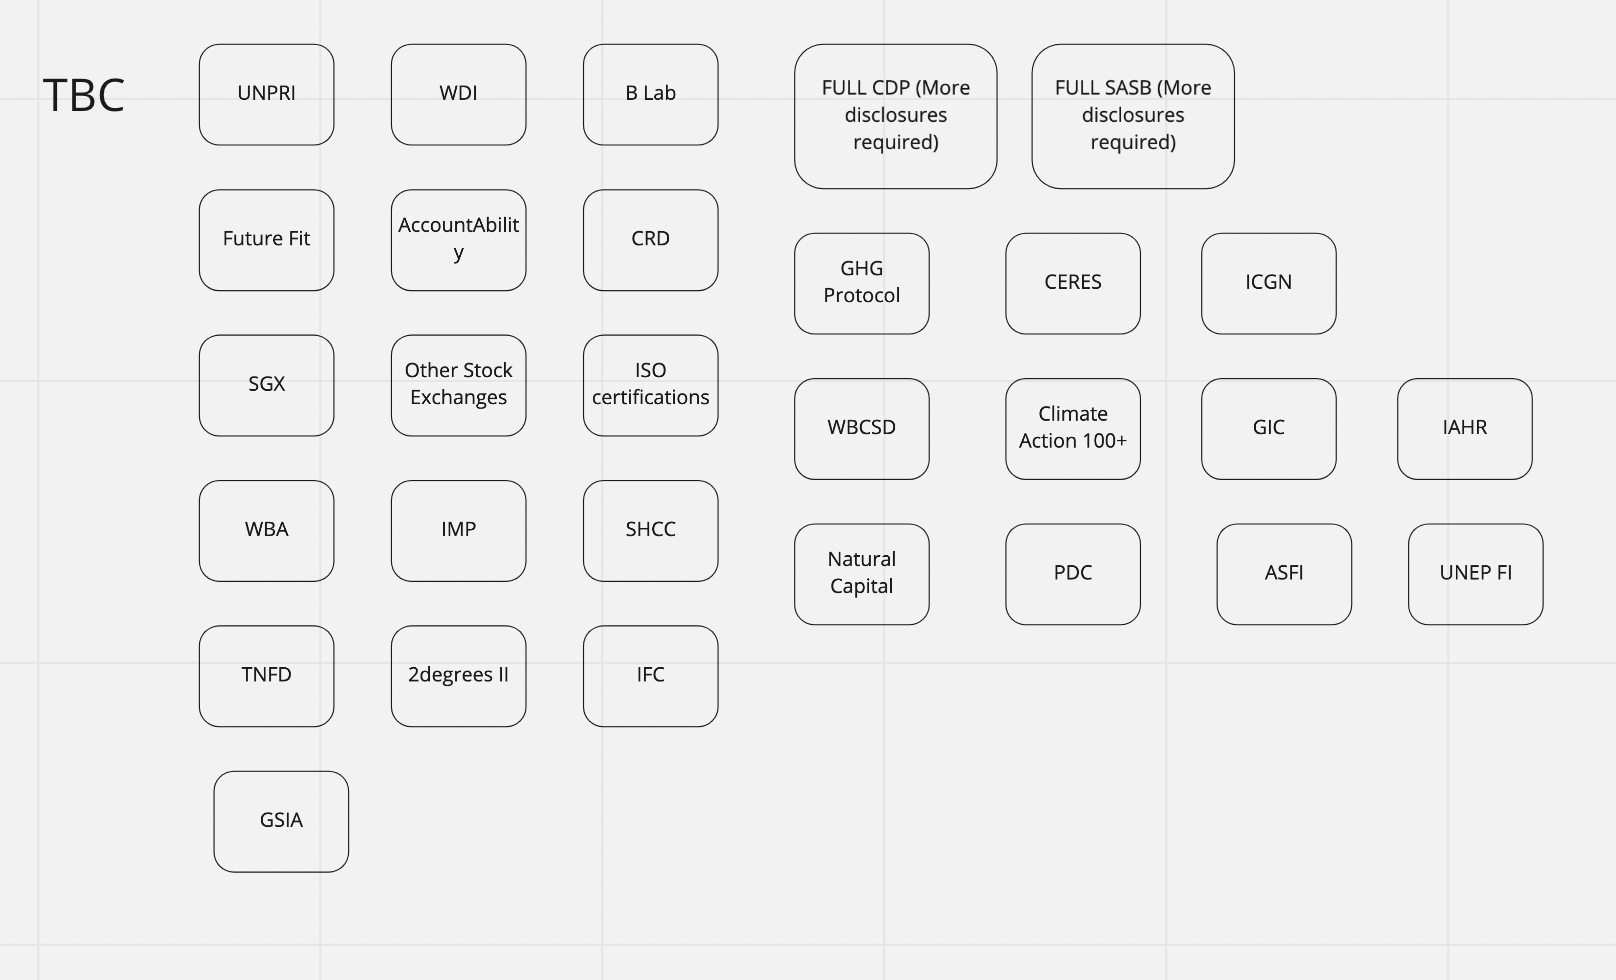 TBC
UNPRI
WDI
B Lab
Future Fit
AccountAbilit
y
CRD
SGX
Other Stock
Exchanges
ISO
certifications
WBA
IMP
SHCC
TNFD
2degrees II
IFC
GSIA
FULL CDP (More
disclosures
required)
FULL SASB (More
disclosures
required)
GHG
Protocol
CERES
ICGN
WBCSD
Climate
Action 100+
GIC
IAHR
Natural
Capital
PDC
ASFI
UNEP FI